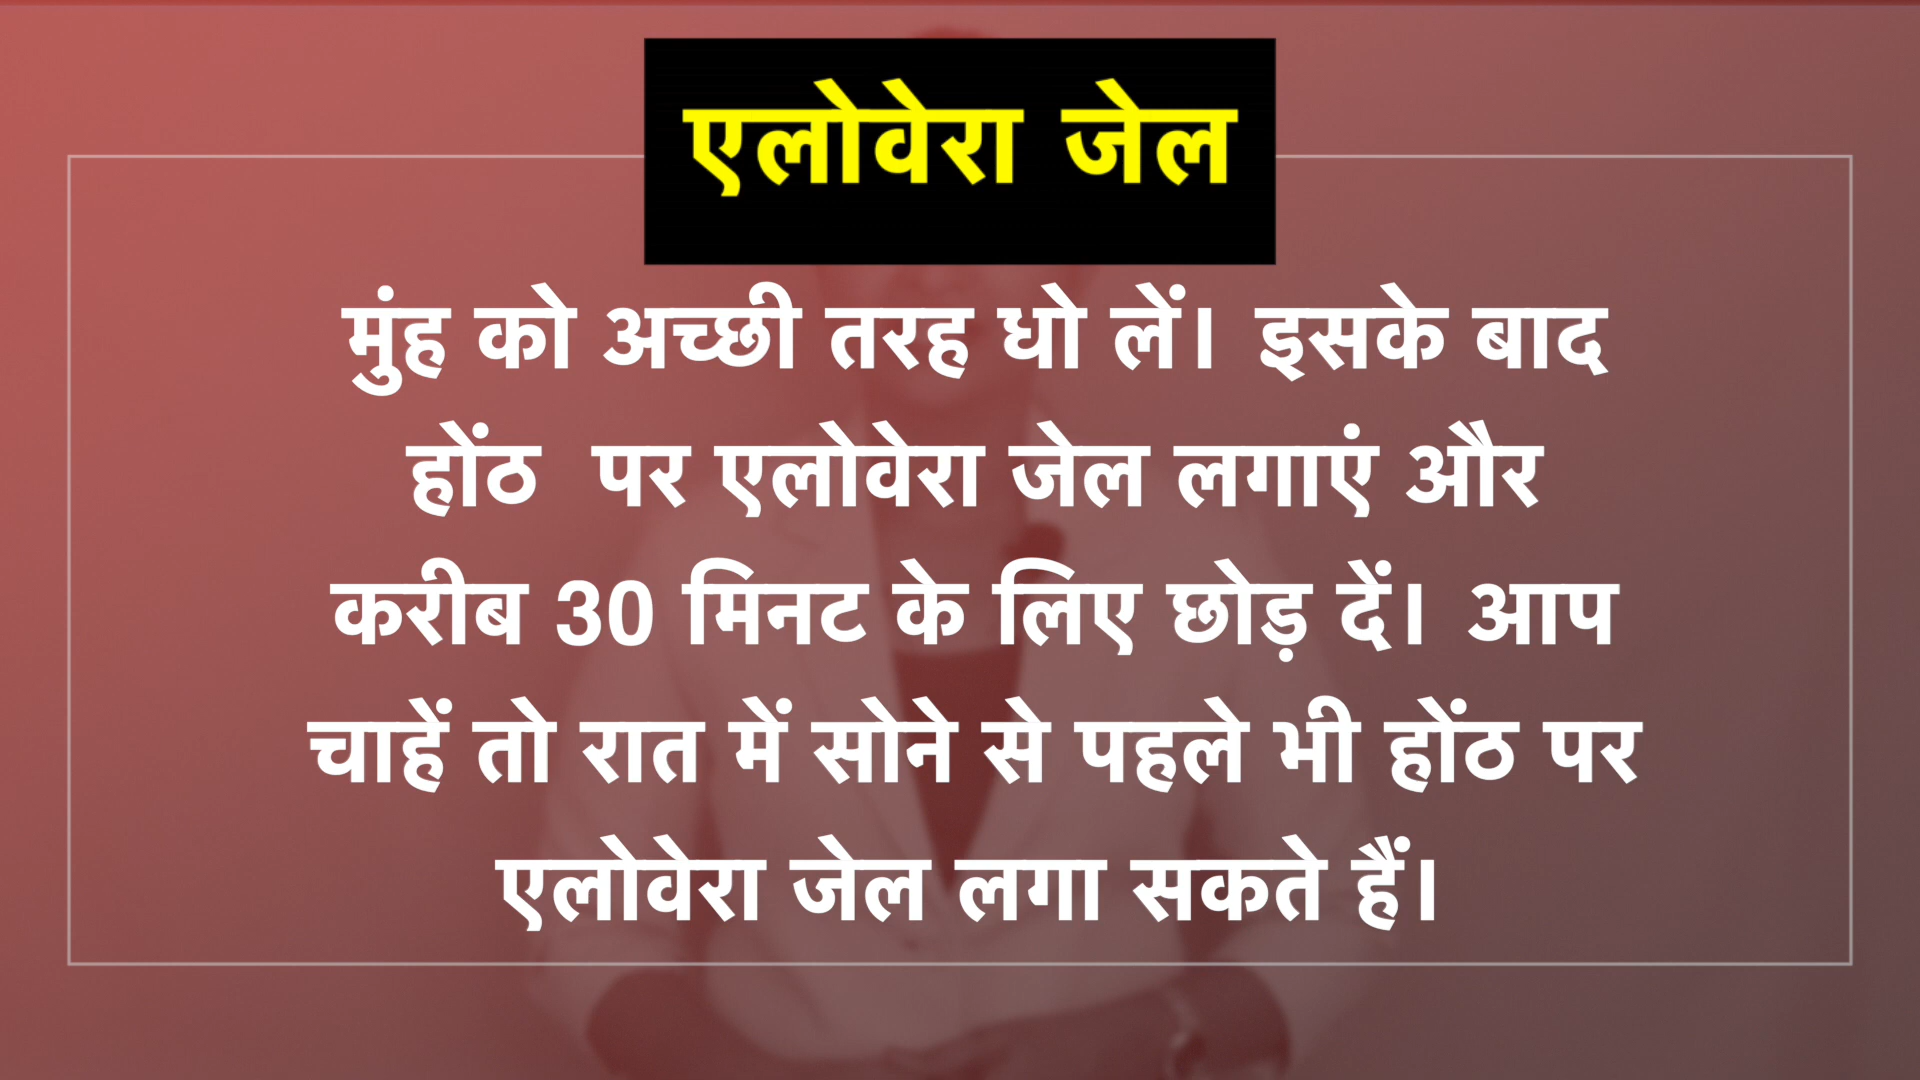 एलोवेरा जेल
मुंह को अच्छी तरह धो लें। इसके बाद
होंठ पर एलोवेरा जेल लगाएं और
करीब 30 मिनट के लिए छोड़ दें। आप
चाहें तो रात में सोने से पहले भी होंठ पर
एलोवेरा जेल लगा सकते हैं।